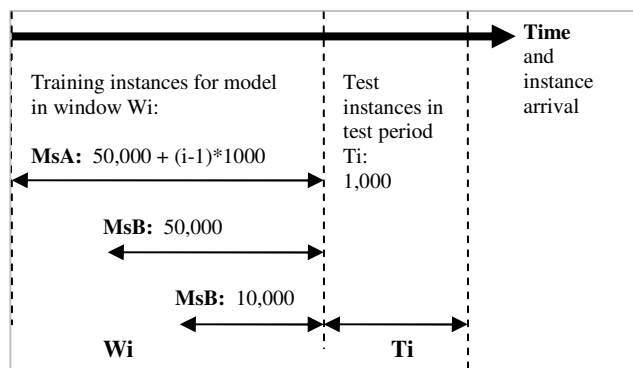 Time
and
instance
arrival
Training instances for model
in window Wi:
MsA: 50,000 + (i-1)*1000
Test
instances in
test period
Ti:
1,000
MsB: 50,000
MsB: 10,000
Wi
Ti